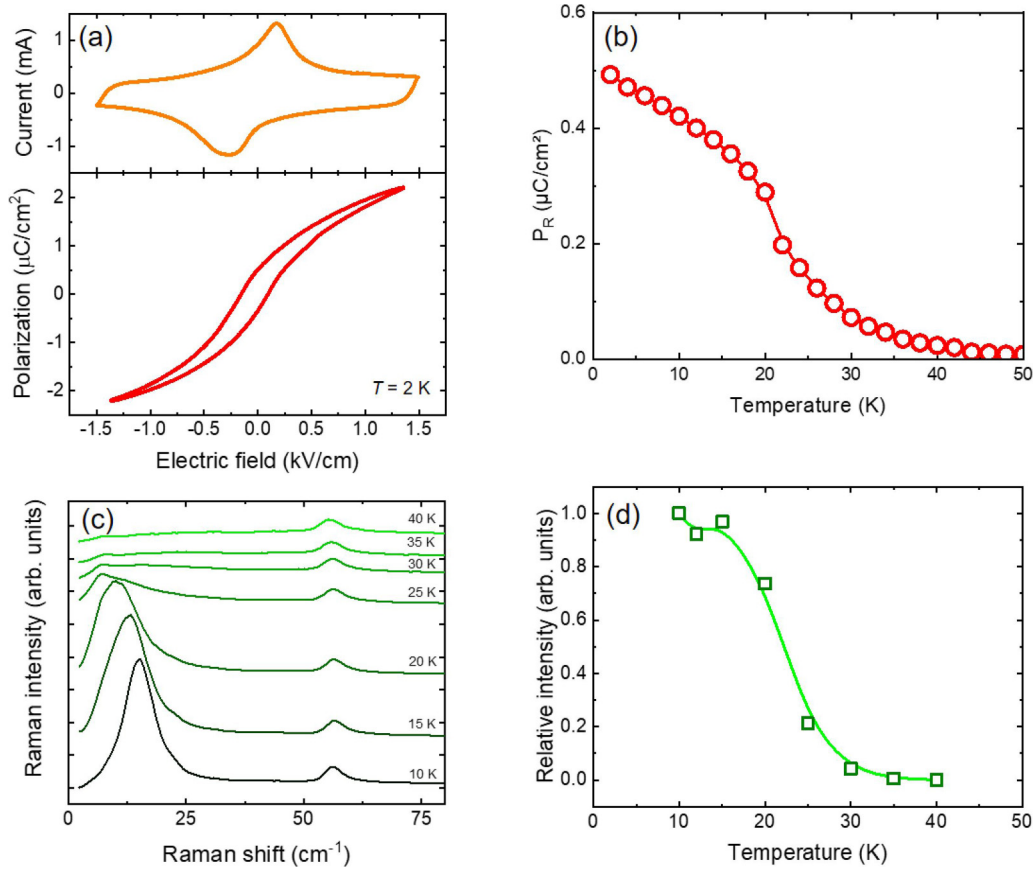 (a)
Current (mA)
1
0
-1
Polarization (μC/cm²)
2
1
0
-1
-2
T = 2 K
-1.5 -1.0 -0.5 0.0 0.5 1.0 1.5
Electric field (kV/cm)
(b)
P_R (μC/cm²)
0.6
0.4
0.2
0.0
0 10 20 30 40 50
Temperature (K)
(c)
Raman intensity (arb. units)
40 K
35 K
30 K
25 K
20 K
15 K
10 K
0 25 50 75
Raman shift (cm⁻¹)
(d)
Relative intensity (arb. units)
1.0
0.8
0.6
0.4
0.2
0.0
0 10 20 30 40 50
Temperature (K)